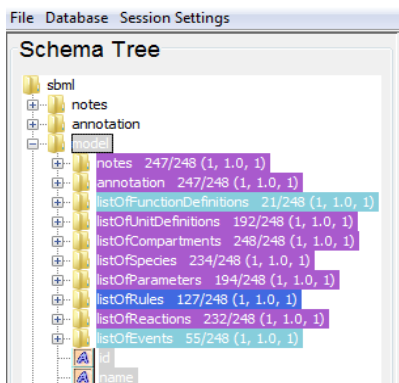 File Database Session Settings
Schema Tree
sbml
notes
annotation
model
notes 247/248 (1, 1.0, 1)
annotation 247/248 (1, 1.0, 1)
listOfFunctionDefinitions 21/248 (1, 1.0, 1)
listOfUnitDefinitions 192/248 (1, 1.0, 1)
listOfCompartments 248/248 (1, 1.0, 1)
listOfSpecies 234/248 (1, 1.0, 1)
listOfParameters 194/248 (1, 1.0, 1)
listOfRules 127/248 (1, 1.0, 1)
listOfReactions 232/248 (1, 1.0, 1)
listOfEvents 55/248 (1, 1.0, 1)
A id
A name